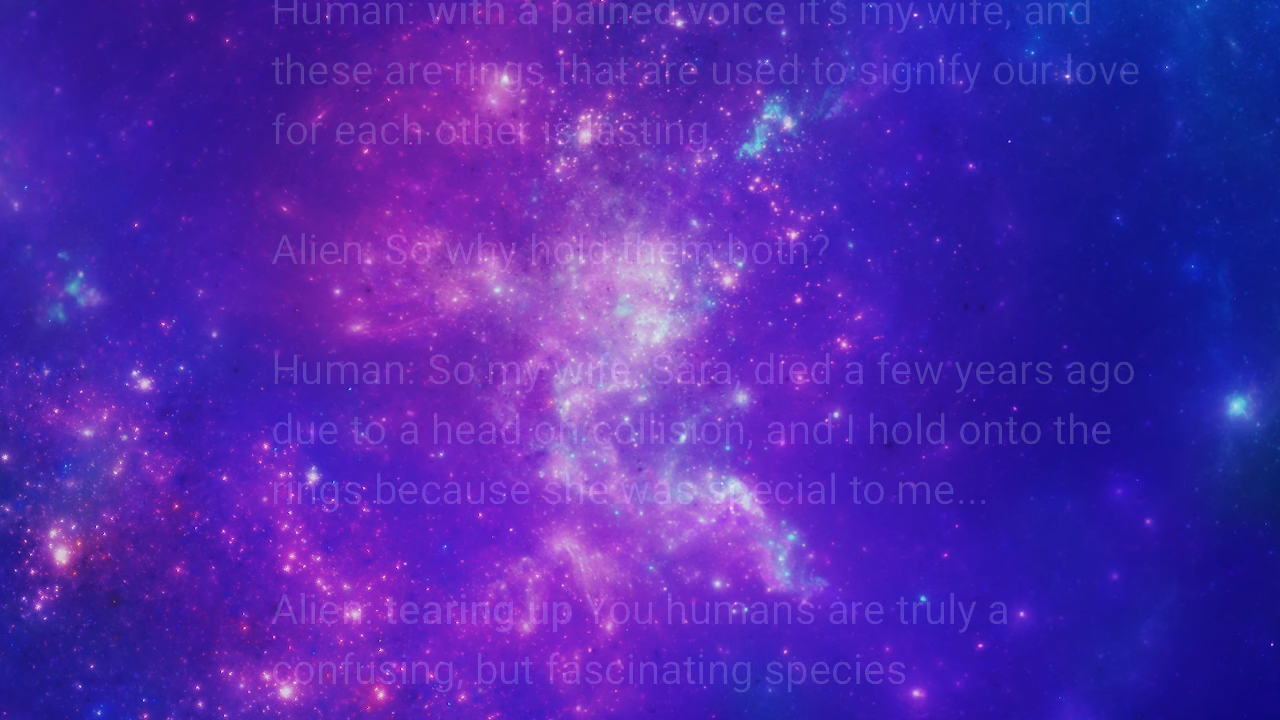 Human: with a pained voice it's my wife, and
these are rings that are used to signify our love
for each other is lasting.
Alien: So why hold them both?
Human: So my wife, Sara, died a few years ago
due to a head on collision, and I hold onto the
rings because she was special to me...
Alien: tearing up You humans are truly a
confusing, but fascinating species